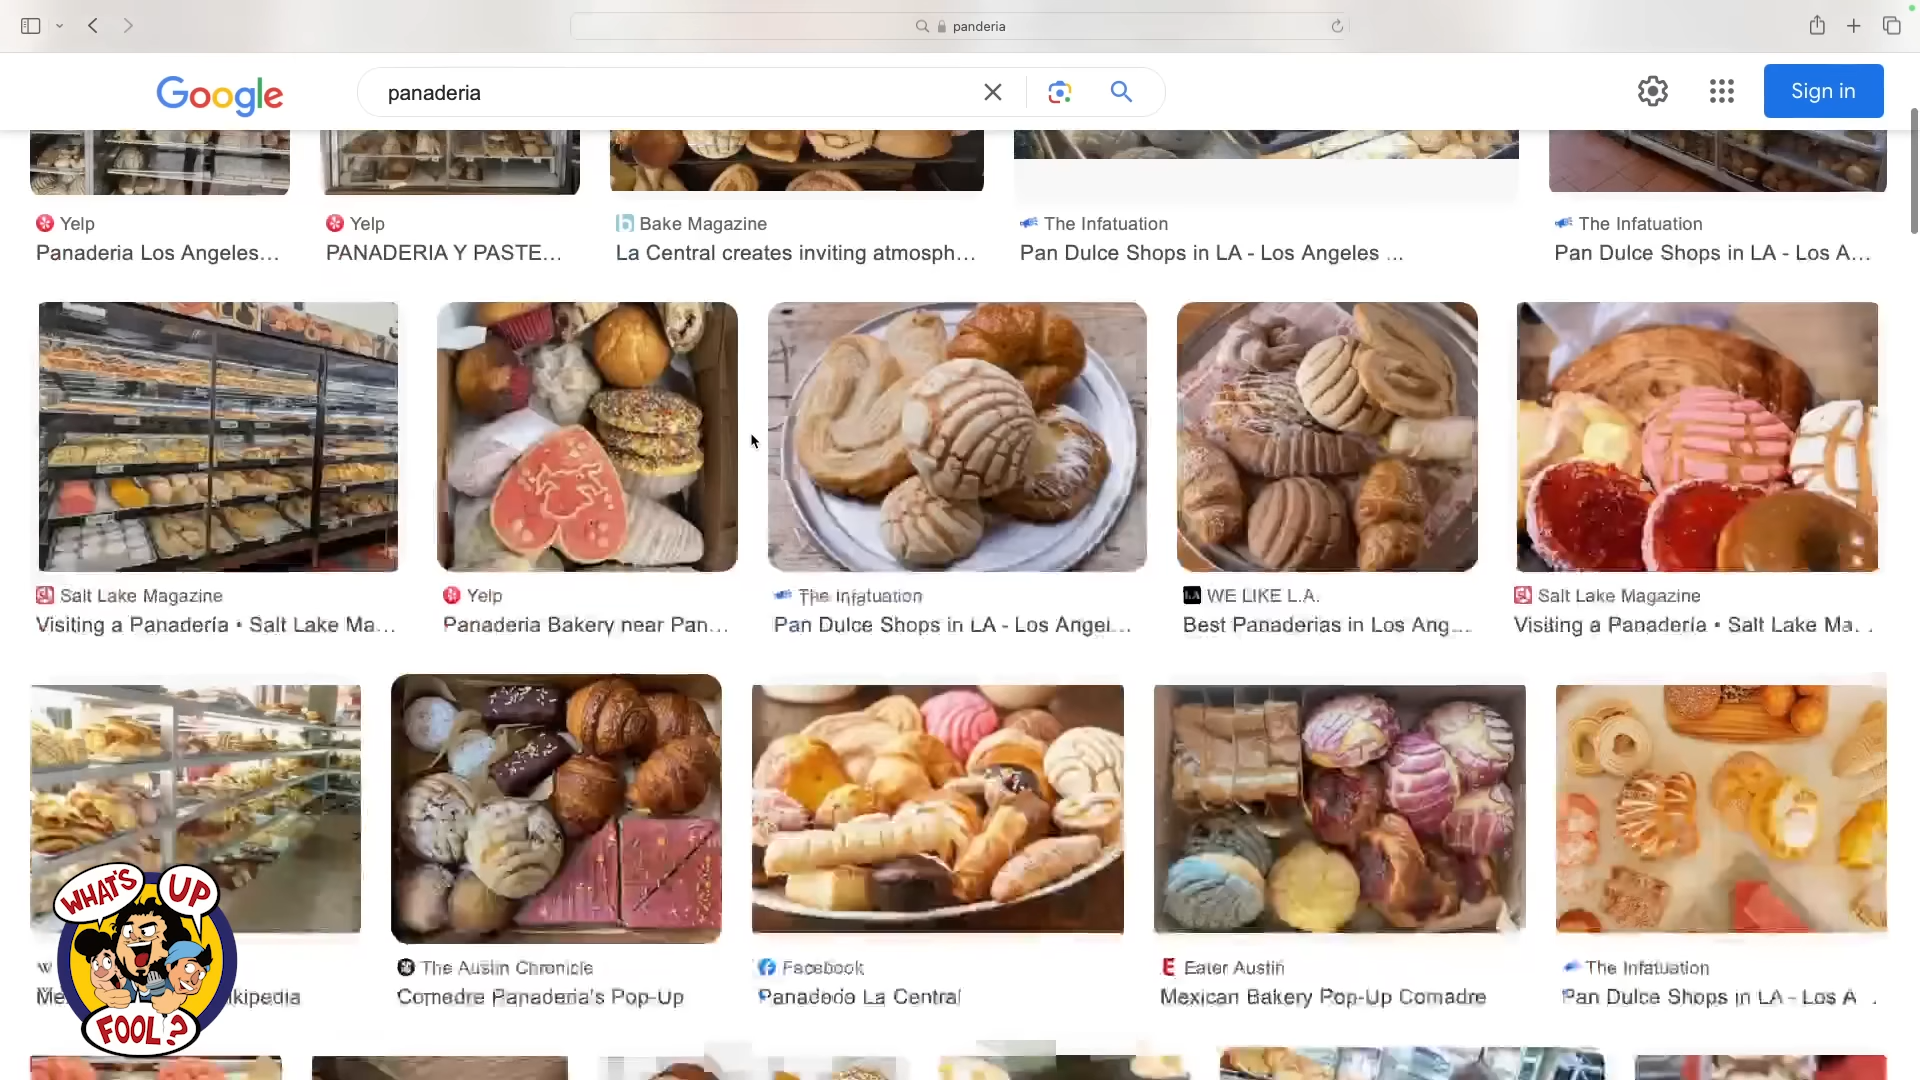 panderia
Google
panaderia
Sign in
Yelp
Panaderia Los Angeles...
Yelp
PANADERIA Y PASTE...
Bake Magazine
La Central creates inviting atmosph...
The Infatuation
Pan Dulce Shops in LA - Los Angeles ...
The Infatuation
Pan Dulce Shops in LA - Los A...
Salt Lake Magazine
Visiting a Panadería • Salt Lake Ma...
Yelp
Panaderia Bakery near Pan...
The Infatuation
Pan Dulce Shops in LA - Los Angel...
WE LIKE L.A.
Best Panaderias in Los Ang...
Salt Lake Magazine
Visiting a Panadería • Salt Lake Ma...
The Austin Chronicle
Comedre Panaderia's Pop-Up
Facebook
Panadería La Central
Eater Austin
Mexican Bakery Pop-Up Comadre
The Infatuation
Pan Dulce Shops in LA - Los A
WHAT'S
UP
FOOL?